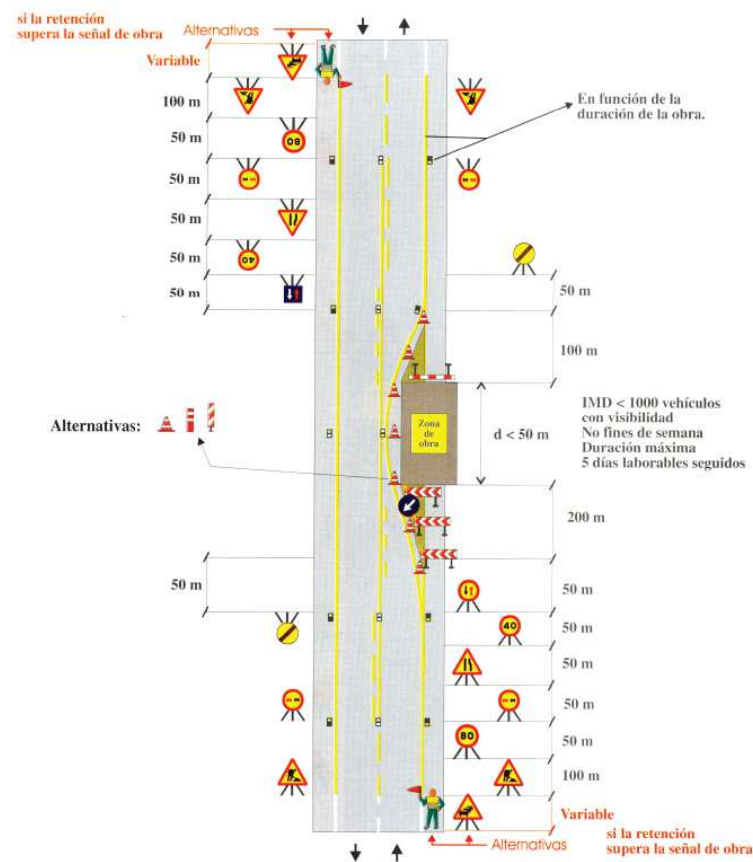 si la retención
supera la señal de obra
Alternativas
Variable
100 m
50 m
50 m
50 m
50 m
50 m
80
40
En función de la
duración de la obra.
50 m
100 m
Alternativas:
Zona
de
obra
d < 50 m
IMD < 1000 vehículos
con visibilidad
No fines de semana
Duración máxima
5 días laborables seguidos
200 m
50 m
50 m
50 m
40
50 m
50 m
50 m
80
100 m
Variable
Alternativas
si la retención
supera la señal de obra